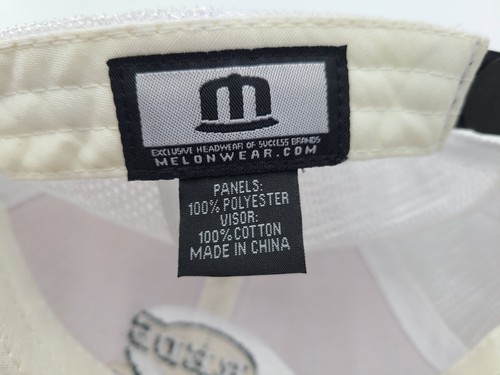 EXCLUSIVE HEADWEAR OF SUCCESS BRANDS
MELONWEAR.COM
PANELS:
100% POLYESTER
VISOR:
100% COTTON
MADE IN CHINA